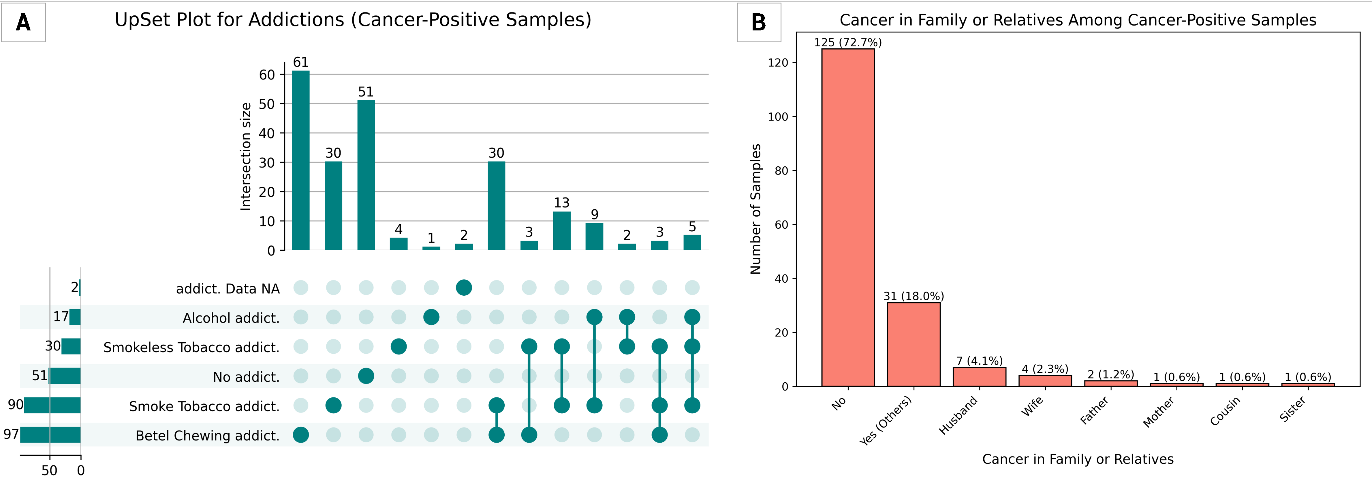 A
UpSet Plot for Addictions (Cancer-Positive Samples)
Intersection size
60
50
40
30
20
10
0
61
30
51
4
1
2
30
3
13
9
2
3
5
2
addict. Data NA
17
Alcohol addict.
30
Smokeless Tobacco addict.
51
No addict.
90
Smoke Tobacco addict.
97
Betel Chewing addict.
50 0
B
Cancer in Family or Relatives Among Cancer-Positive Samples
Number of Samples
120
100
80
60
40
20
0
125 (72.7%)
31 (18.0%)
7 (4.1%)
4 (2.3%)
2 (1.2%)
1 (0.6%)
1 (0.6%)
1 (0.6%)
No
Yes (Others)
Husband
Wife
Father
Mother
Cousin
Sister
Cancer in Family or Relatives